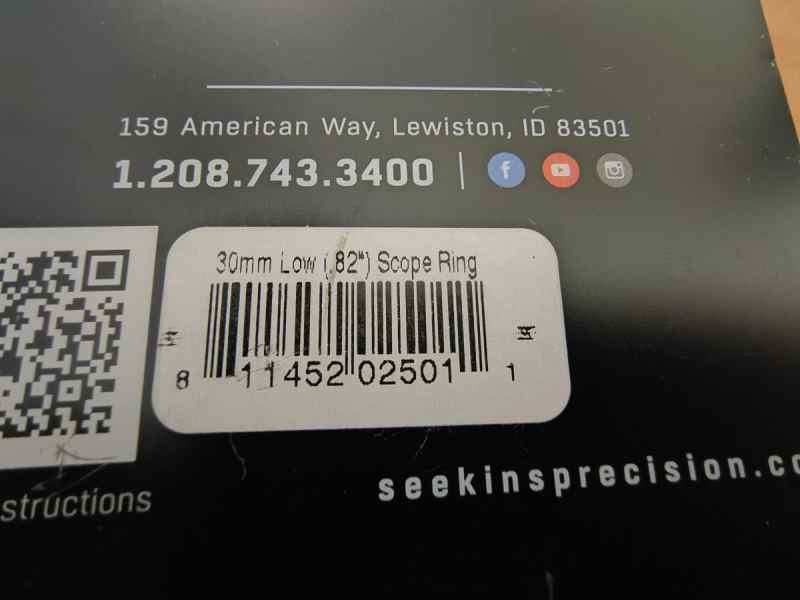 159 American Way, Lewiston, ID 83501
1.208.743.3400
30mm Low (.82") Scope Ring
8 11452 02501 1
structions
seekinsprecision.co